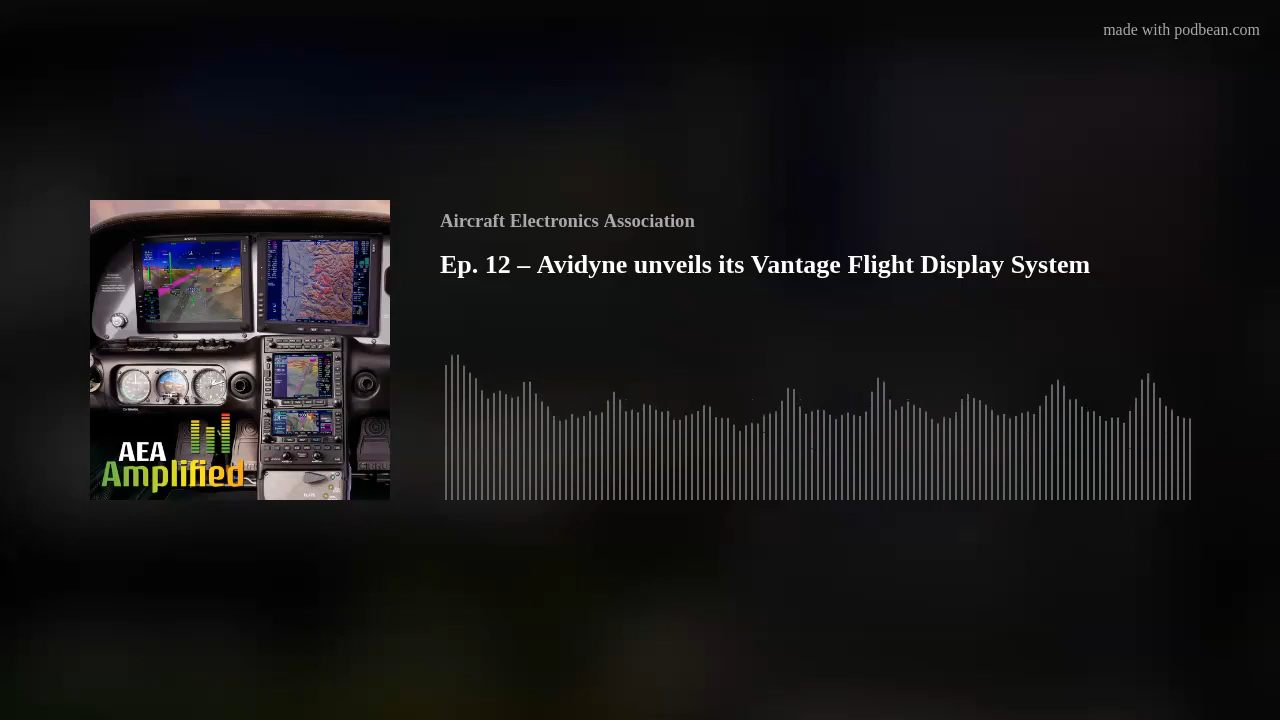 made with podbean.com
Aircraft Electronics Association
Ep. 12 – Avidyne unveils its Vantage Flight Display System
AEA
Amplified